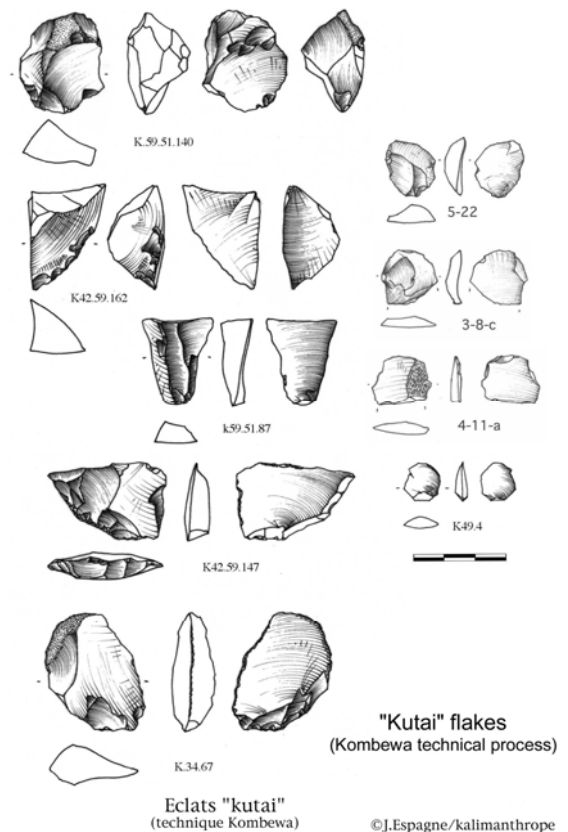 K.59.51.140
5-22
K42.59.162
3-8-c
k59.51.87
4-11-a
K49.4
K42.59.147
K.34.67
"Kutai" flakes
(Kombewa technical process)
Eclats "kutai"
(technique Kombewa)
©J.Espagne/kalimanthrope